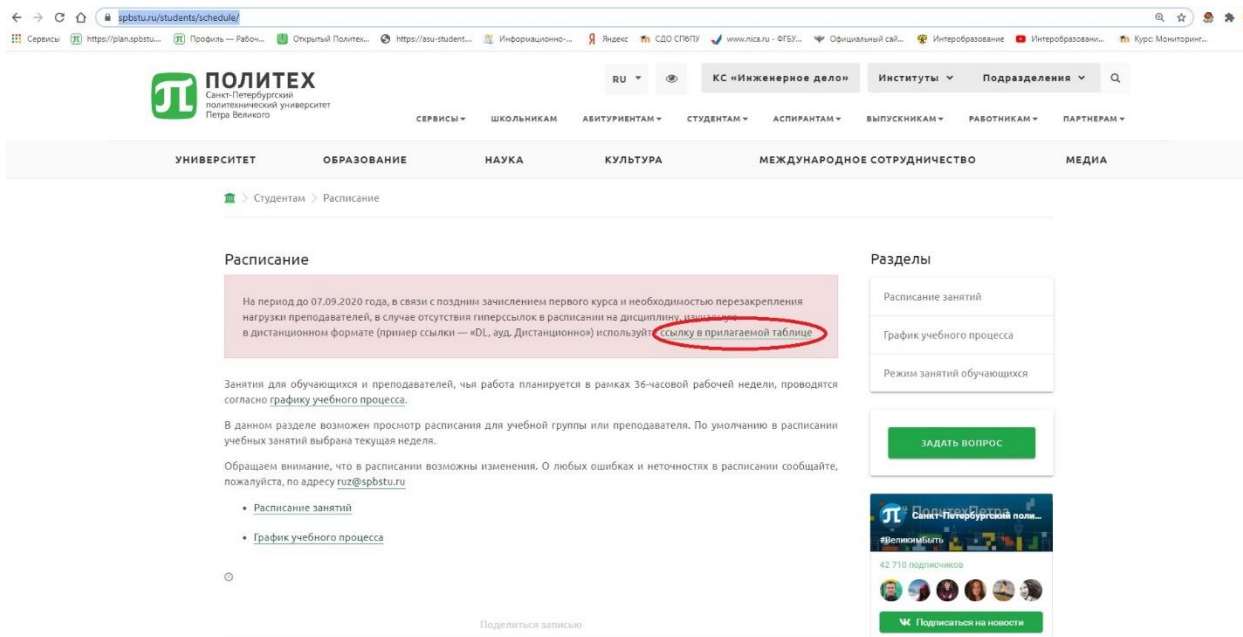 spbstu.ru/students/schedule/
Сервисы https://plan.spbstu... Профиль — Рабоч... Открытый Политех... https://asu-student.... Информационно-... Яндекс СДО СПбПУ www.nica.ru - ФГБУ... Официальный сай... Интеробразование Интеробразовани... Курс: Мониторинг...
ПОЛИТЕХ
Санкт-Петербургский
политехнический университет
Петра Великого
RU КС «Инженерное дело» Институты Подразделения
СЕРВИСЫ ШКОЛЬНИКАМ АБИТУРИЕНТАМ СТУДЕНТАМ АСПИРАНТАМ ВЫПУСКНИКАМ РАБОТНИКАМ ПАРТНЕРАМ
УНИВЕРСИТЕТ ОБРАЗОВАНИЕ НАУКА КУЛЬТУРА МЕЖДУНАРОДНОЕ СОТРУДНИЧЕСТВО МЕДИА
Студентам > Расписание
Расписание
На период до 07.09.2020 года, в связи с поздним зачислением первого курса и необходимостью перезакрепления
нагрузки преподавателей, в случае отсутствия гиперссылок в расписании на дисциплину, изучаемую
в дистанционном формате (пример ссылки — «DL, ауд. Дистанционно») используйте ссылку в прилагаемой таблице
Занятия для обучающихся и преподавателей, чья работа планируется в рамках 36-часовой рабочей недели, проводятся
согласно графику учебного процесса.
В данном разделе возможен просмотр расписания для учебной группы или преподавателя. По умолчанию в расписании
учебных занятий выбрана текущая неделя.
Обращаем внимание, что в расписании возможны изменения. О любых ошибках и неточностях в расписании сообщайте,
пожалуйста, по адресу ruz@spbstu.ru
• Расписание занятий
• График учебного процесса
Поделиться записью
Разделы
Расписание занятий
График учебного процесса
Режим занятий обучающихся
ЗАДАТЬ ВОПРОС
Санкт-Петербургский поли...
#ВеликимБыть
42 710 подписчиков
Подписаться на новости